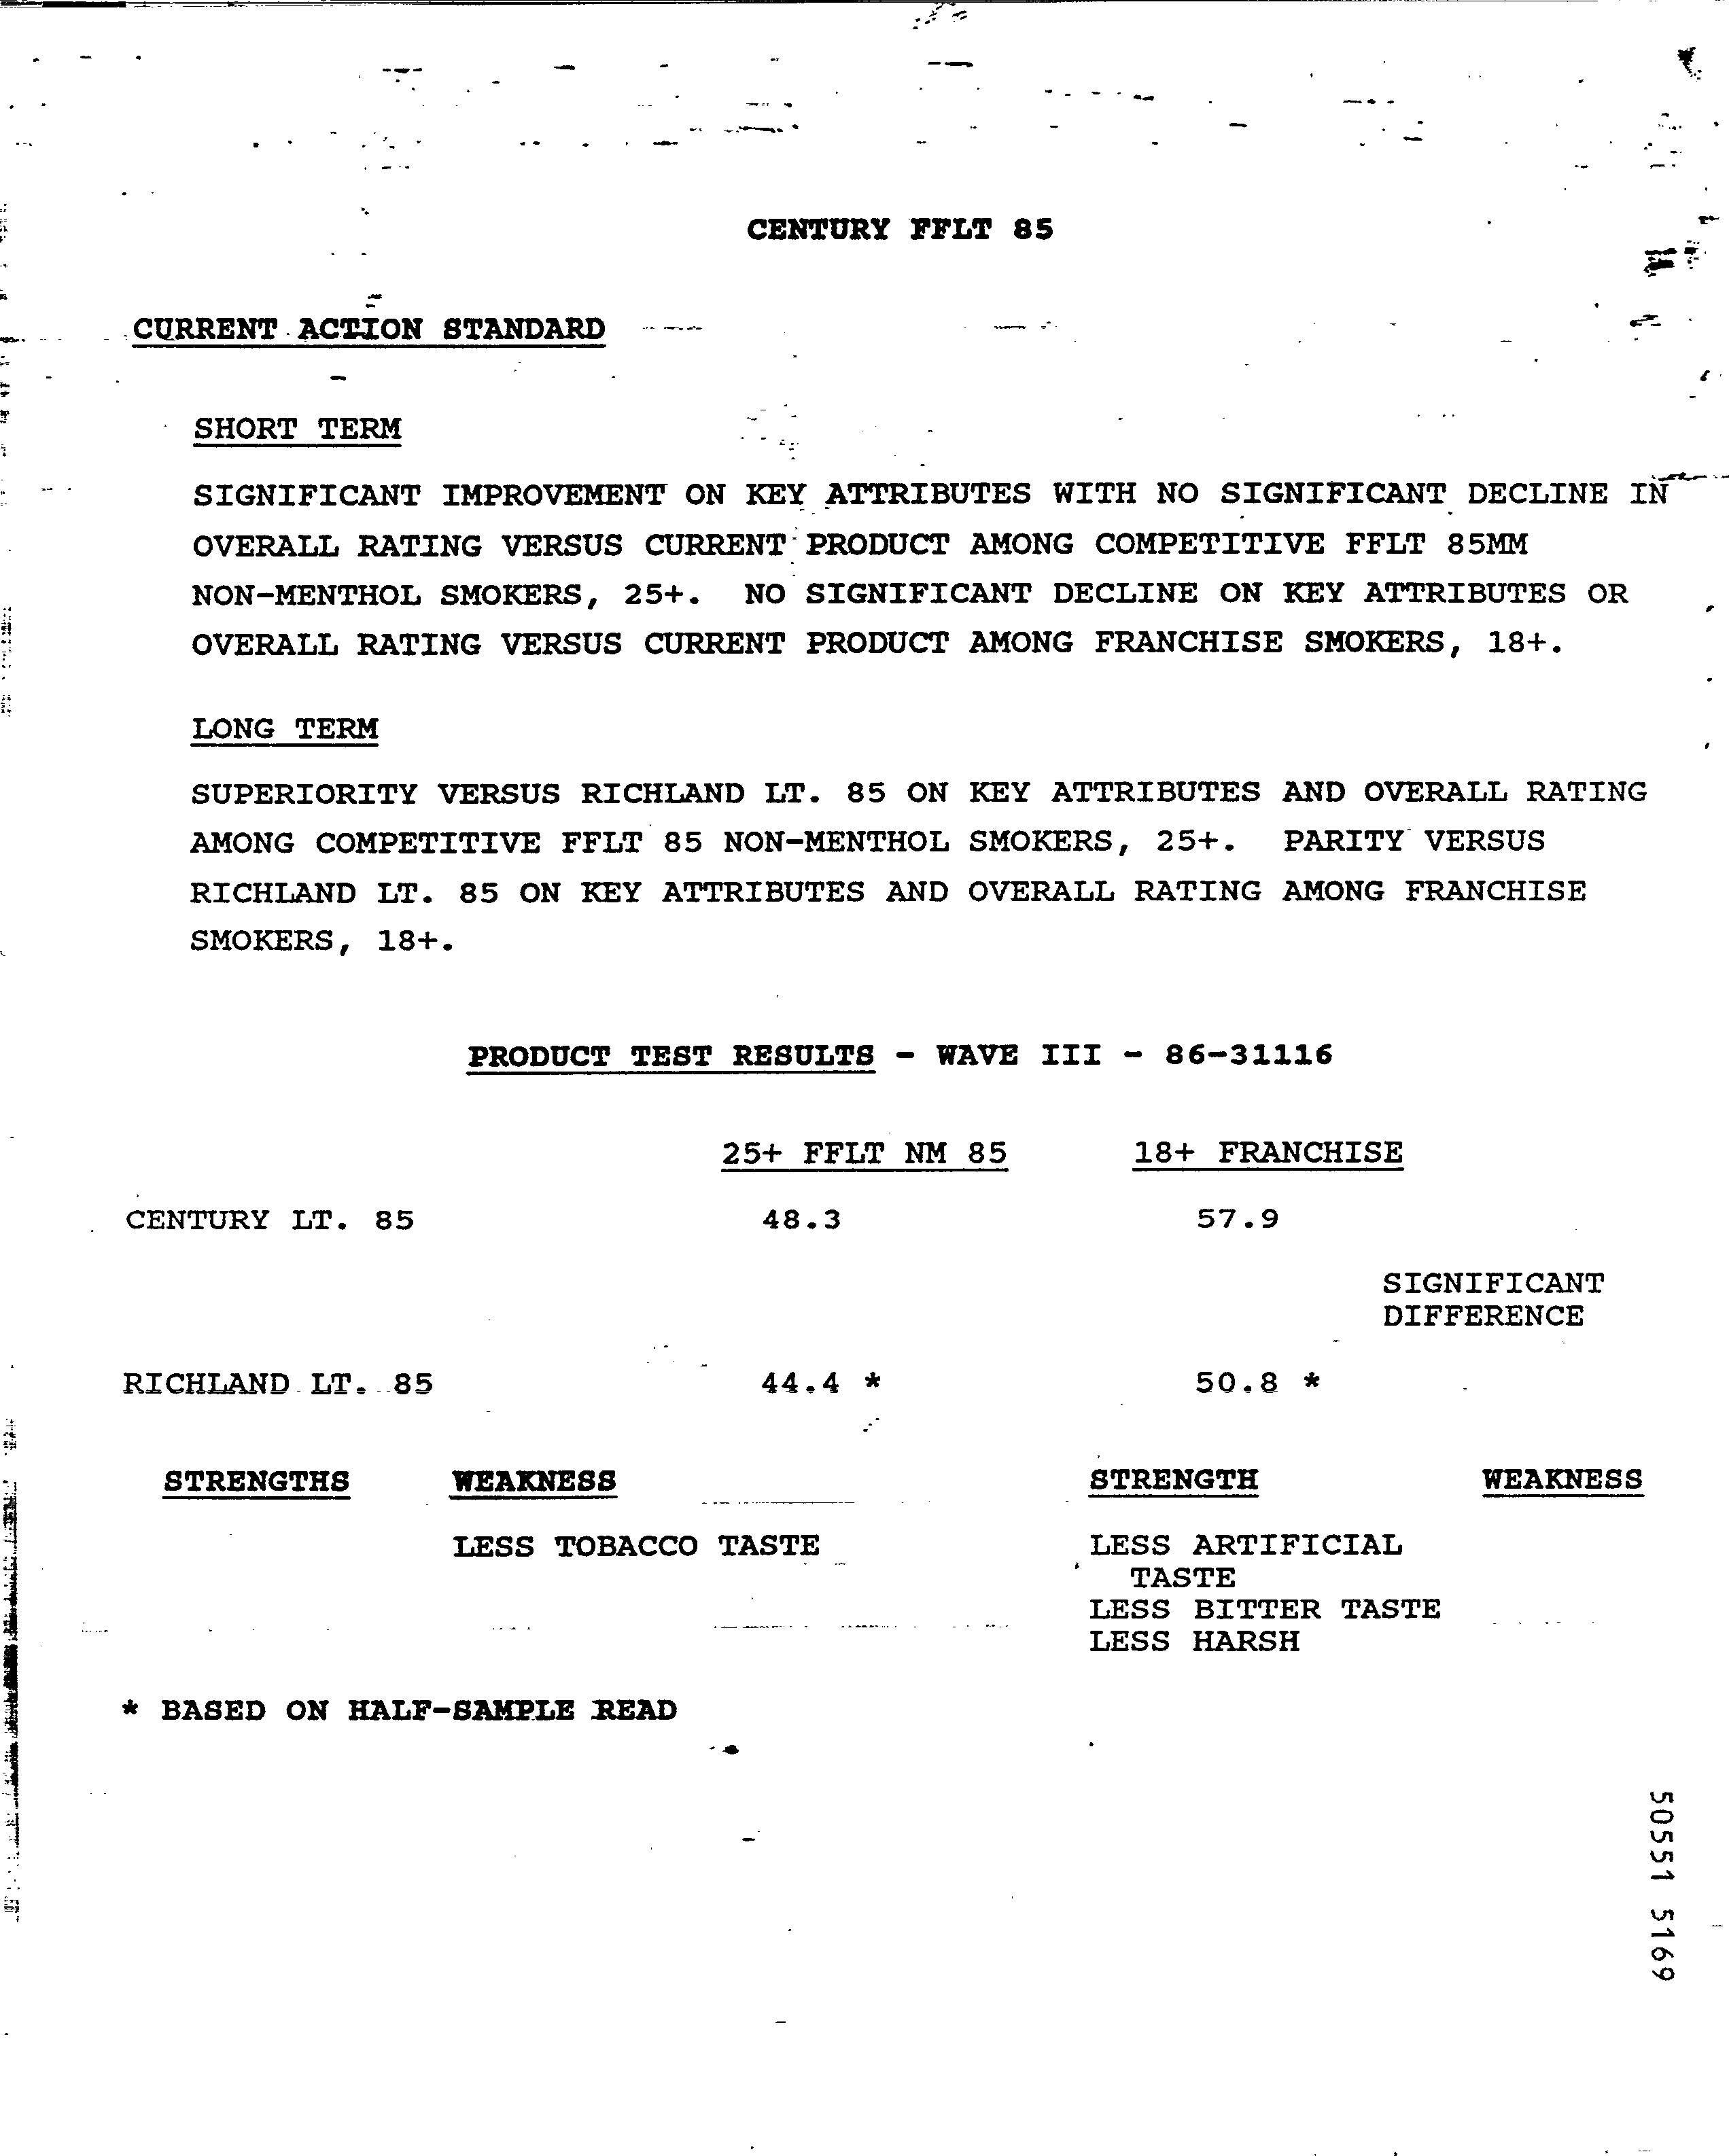 CENTURY FFLT 85
CURRENT ACTION STANDARD
SHORT TERM
SIGNIFICANT IMPROVEMENT ON KEY ATTRIBUTES WITH NO SIGNIFICANT DECLINE IN
OVERALL RATING VERSUS CURRENT PRODUCT AMONG COMPETITIVE FFLT 85MM
NON-MENTHOL SMOKERS, 25+. NO SIGNIFICANT DECLINE ON KEY ATTRIBUTES OR
OVERALL RATING VERSUS CURRENT PRODUCT AMONG FRANCHISE SMOKERS, 18+.
LONG TERM
SUPERIORITY VERSUS RICHLAND LT. 85 ON KEY ATTRIBUTES AND OVERALL RATING
AMONG COMPETITIVE FFLT 85 NON-MENTHOL SMOKERS, 25+. PARITY VERSUS
RICHLAND LT. 85 ON KEY ATTRIBUTES AND OVERALL RATING AMONG FRANCHISE
SMOKERS, 18+.
PRODUCT TEST RESULTS - WAVE III - 86-31116
25+ FFLT NM 85 18+ FRANCHISE
CENTURY LT. 85 48.3 57.9
SIGNIFICANT
DIFFERENCE
RICHLAND LT. 85 44.4 * 50.8 *
STRENGTHS WEAKNESS STRENGTH WEAKNESS
LESS TOBACCO TASTE LESS ARTIFICIAL
TASTE
LESS BITTER TASTE
LESS HARSH
* BASED ON HALF-SAMPLE READ
50551 5169